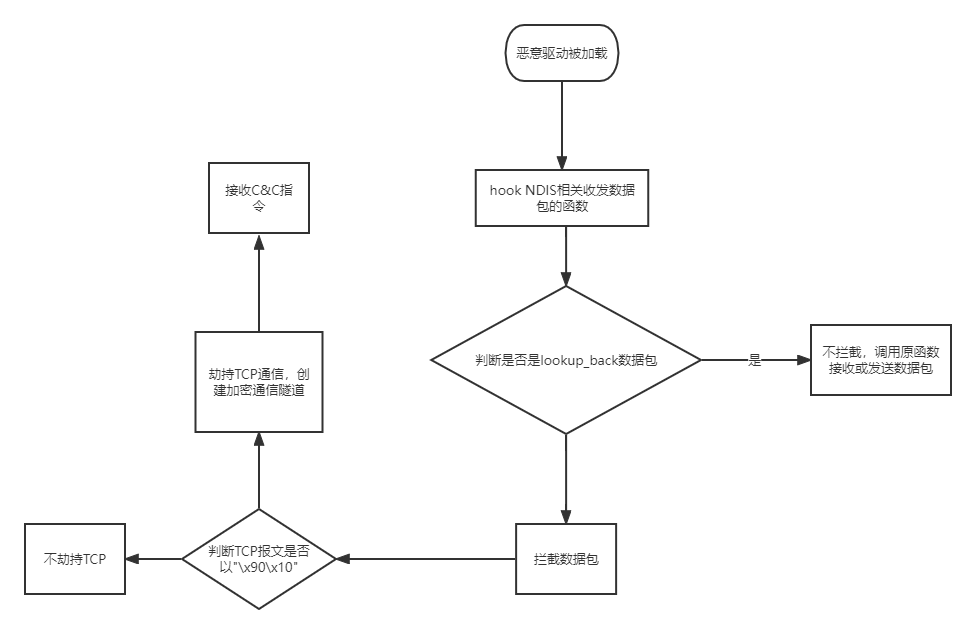 恶意驱动被加载
hook NDIS相关收发数据
包的函数
接收C&C指
令
判断是否是lookup_back数据包
是
不拦截，调用原函数
接收或发送数据包
劫持TCP通信，创
建加密通信隧道
拦截数据包
判断TCP报文是否
以"\x90\x10"
不劫持TCP